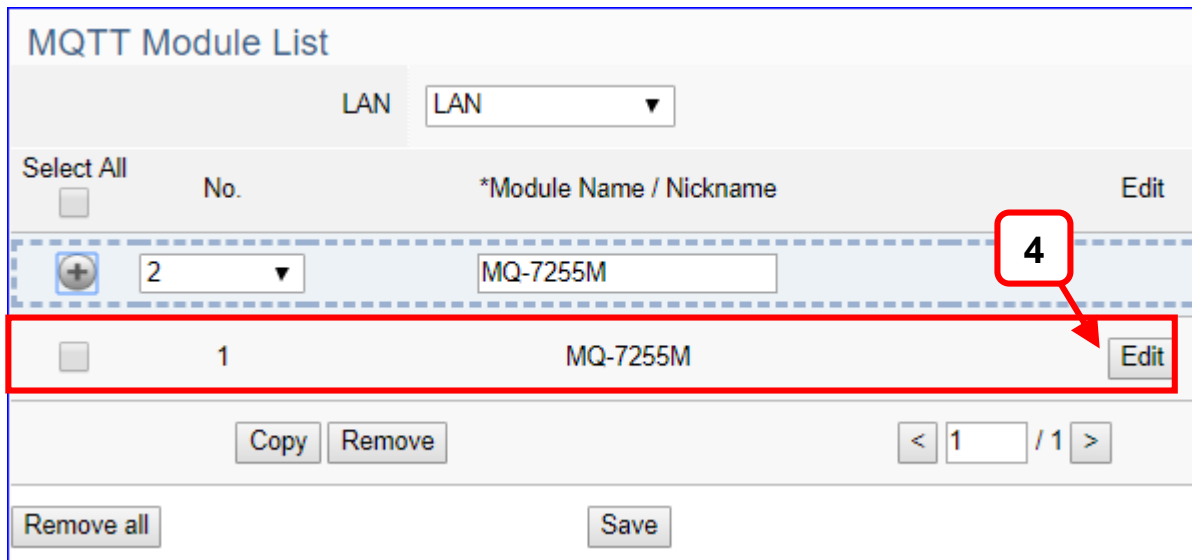 MQTT Module List
LAN LAN ▼
Select All No. *Module Name / Nickname Edit
4
+ 2 ▼ MQ-7255M
1 MQ-7255M Edit
Copy Remove < 1 / 1 >
Remove all Save